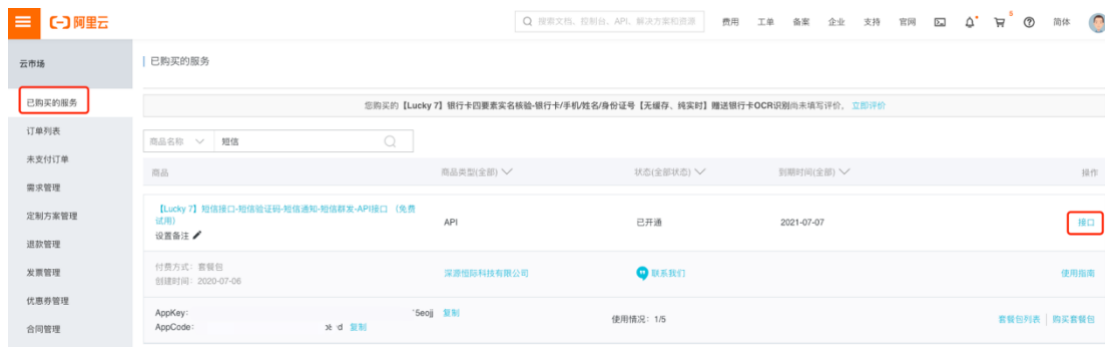 阿里云
搜索文档、控制台、API、解决方案和资源
费用 工单 备案 企业 支持 官网 5 简体
云市场
已购买的服务
订单列表
未支付订单
需求管理
定制方案管理
退款管理
发票管理
优惠券管理
合同管理
已购买的服务
您购买的【Lucky 7】银行卡四要素实名核验-银行卡/手机/姓名/身份证号【无缓存、纯实时】赠送银行卡OCR识别尚未填写评价。 立即评价
商品名称 短信
商品 商品类型(全部) 状态(全部状态) 到期时间(全部) 操作
【Lucky 7】短信接口-短信验证码-短信通知-短信群发-API接口 (免费
试用)
设置备注
API 已开通 2021-07-07 接口
付费方式:套餐包
创建时间:2020-07-06
深源恒际科技有限公司 联系我们 使用指南
AppKey: 5eojj 复制
AppCode: 复制
使用情况:1/5 套餐包列表 购买套餐包